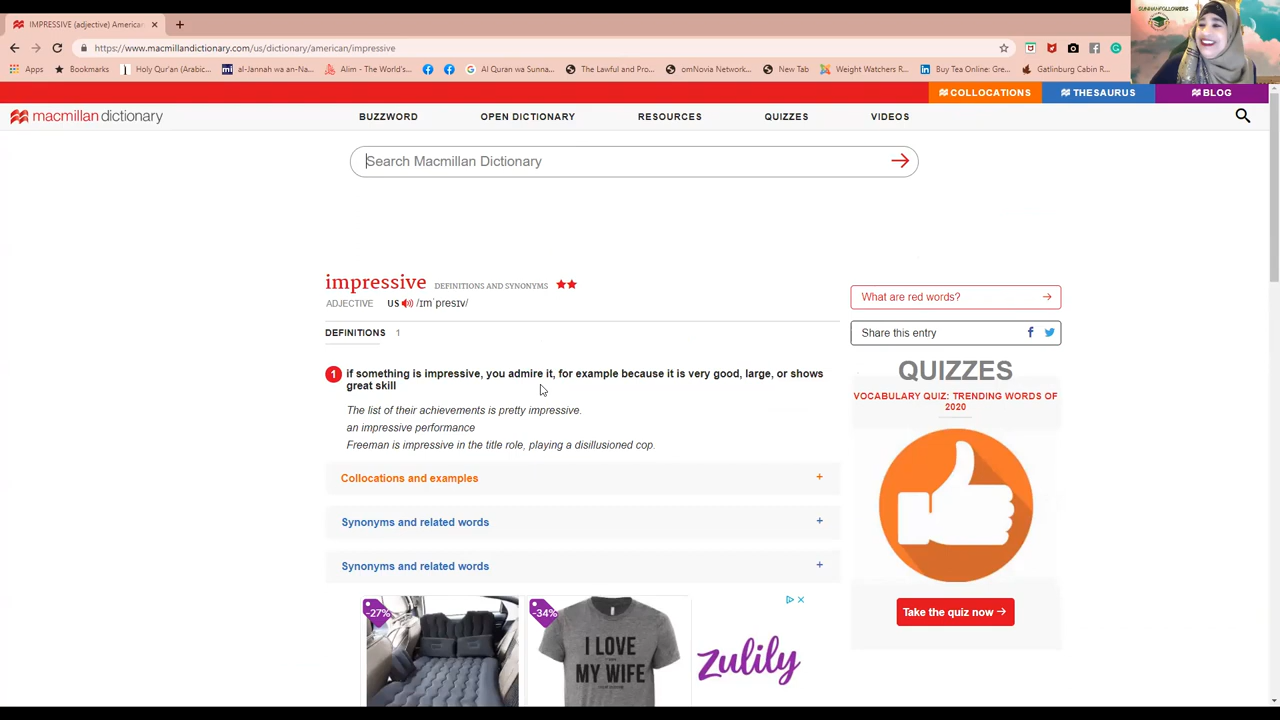 IMPRESSIVE (adjective) America
https://www.macmillandictionary.com/us/dictionary/american/impressive
Apps Bookmarks Holy Qur'an (Arabic... al-Jannah wa an-Na... Alim - The World's... Al Quran wa Sunna... The Lawful and Pro... omNovia Network... New Tab Weight Watchers R... Buy Tea Online: Gre... Gatlinburg Cabin R...
SUNNAHFOLLOWERS
COLLOCATIONS THESAURUS BLOG
macmillan dictionary BUZZWORD OPEN DICTIONARY RESOURCES QUIZZES VIDEOS
Search Macmillan Dictionary
impressive DEFINITIONS AND SYNONYMS ★★
ADJECTIVE US /ɪmˈpresɪv/
DEFINITIONS 1
1 if something is impressive, you admire it, for example because it is very good, large, or shows
great skill
The list of their achievements is pretty impressive.
an impressive performance
Freeman is impressive in the title role, playing a disillusioned cop.
Collocations and examples +
Synonyms and related words +
Synonyms and related words +
-27%
-34%
I LOVE
MY WIFE
zulily
What are red words?
Share this entry
QUIZZES
VOCABULARY QUIZ: TRENDING WORDS OF
2020
Take the quiz now